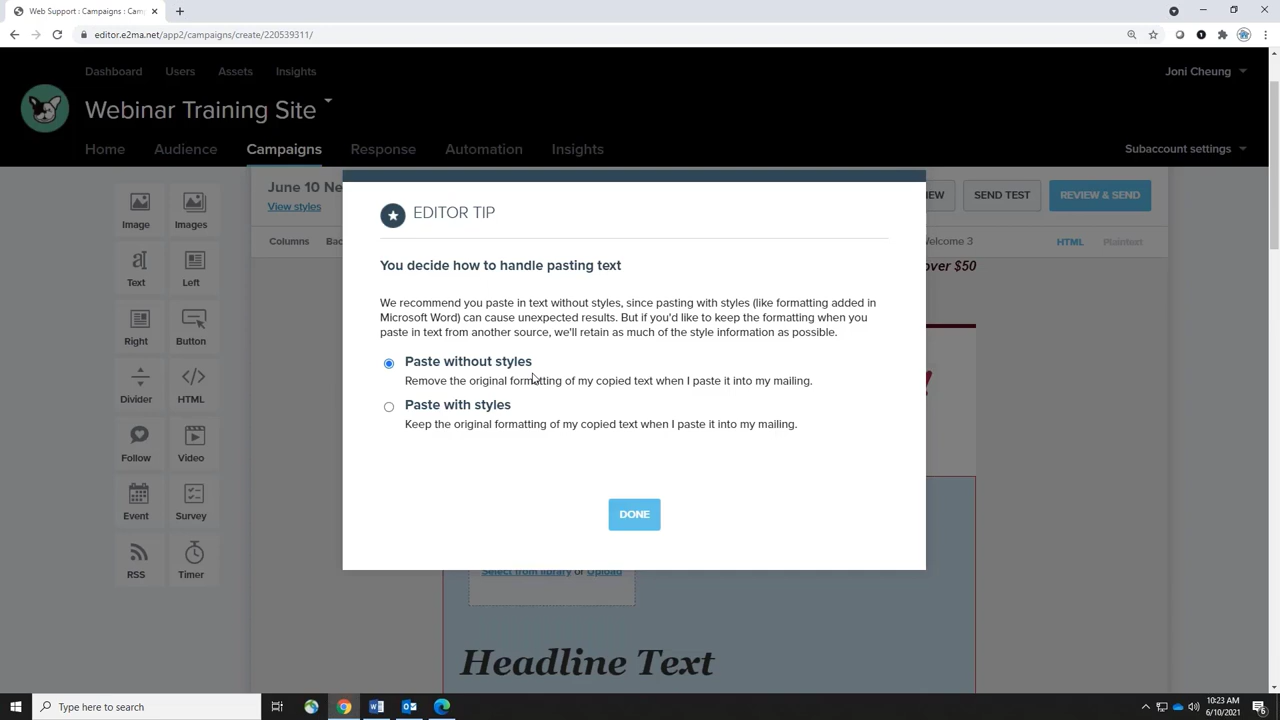 Web Support : Campaigns : Cam
editor.e2ma.net/app2/campaigns/create/220539311/
Dashboard Users Assets Insights
Joni Cheung
Webinar Training Site
Home Audience Campaigns Response Automation Insights
Subaccount settings
June 10 Ne
View styles
SEND TEST
REVIEW & SEND
Columns
Welcome 3
HTML
Plaintext
over $50
Image
Images
Text
Left
Right
Button
Divider
HTML
Follow
Video
Event
Survey
RSS
Timer
EDITOR TIP
You decide how to handle pasting text
We recommend you paste in text without styles, since pasting with styles (like formatting added in
Microsoft Word) can cause unexpected results. But if you'd like to keep the formatting when you
paste in text from another source, we'll retain as much of the style information as possible.
Paste without styles
Remove the original formatting of my copied text when I paste it into my mailing.
Paste with styles
Keep the original formatting of my copied text when I paste it into my mailing.
DONE
Select from library or Upload
Headline Text
Type here to search
10:23 AM
6/10/2021